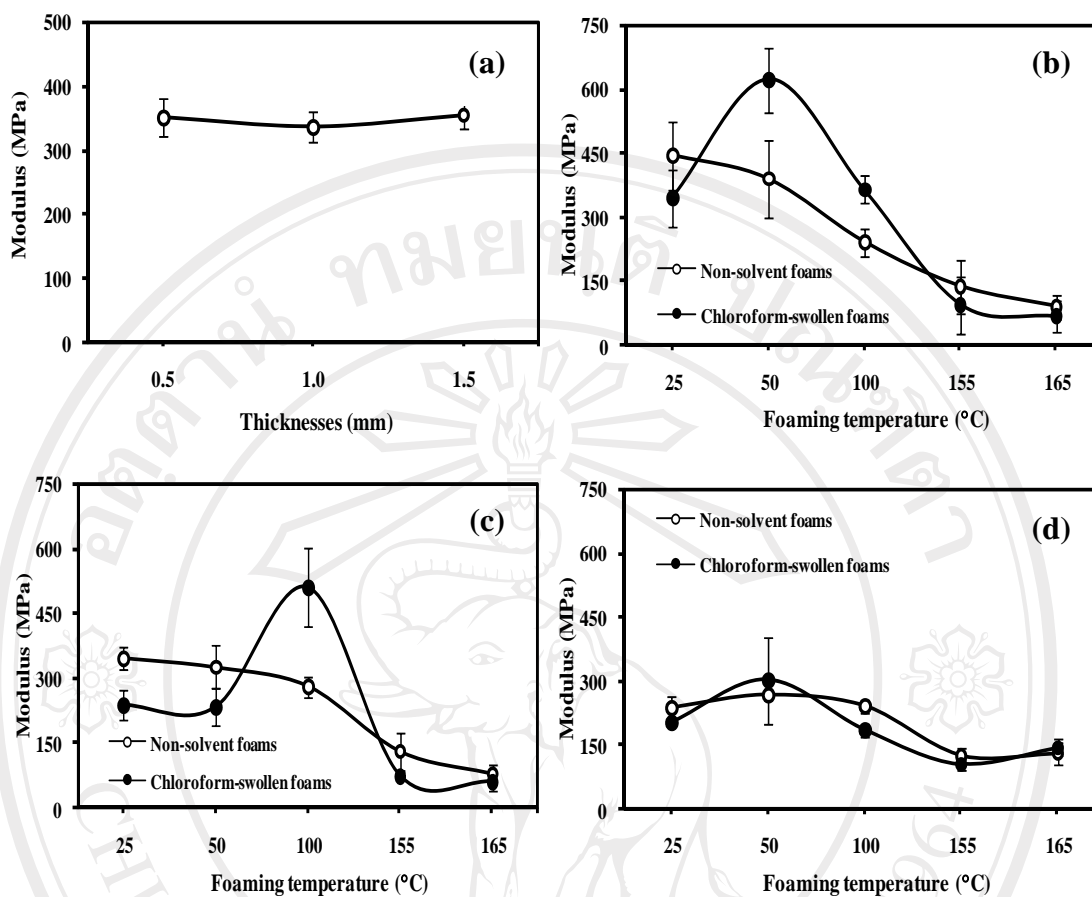 (a)
Modulus (MPa)
500
400
300
200
100
0
0.5 1.0 1.5
Thicknesses (mm)
(b)
Modulus (MPa)
750
600
450
300
150
0
Non-solvent foams
Chloroform-swollen foams
25 50 100 155 165
Foaming temperature (°C)
(c)
Modulus (MPa)
750
600
450
300
150
0
Non-solvent foams
Chloroform-swollen foams
25 50 100 155 165
Foaming temperature (°C)
(d)
Modulus (MPa)
750
600
450
300
150
0
Non-solvent foams
Chloroform-swollen foams
25 50 100 155 165
Foaming temperature (°C)